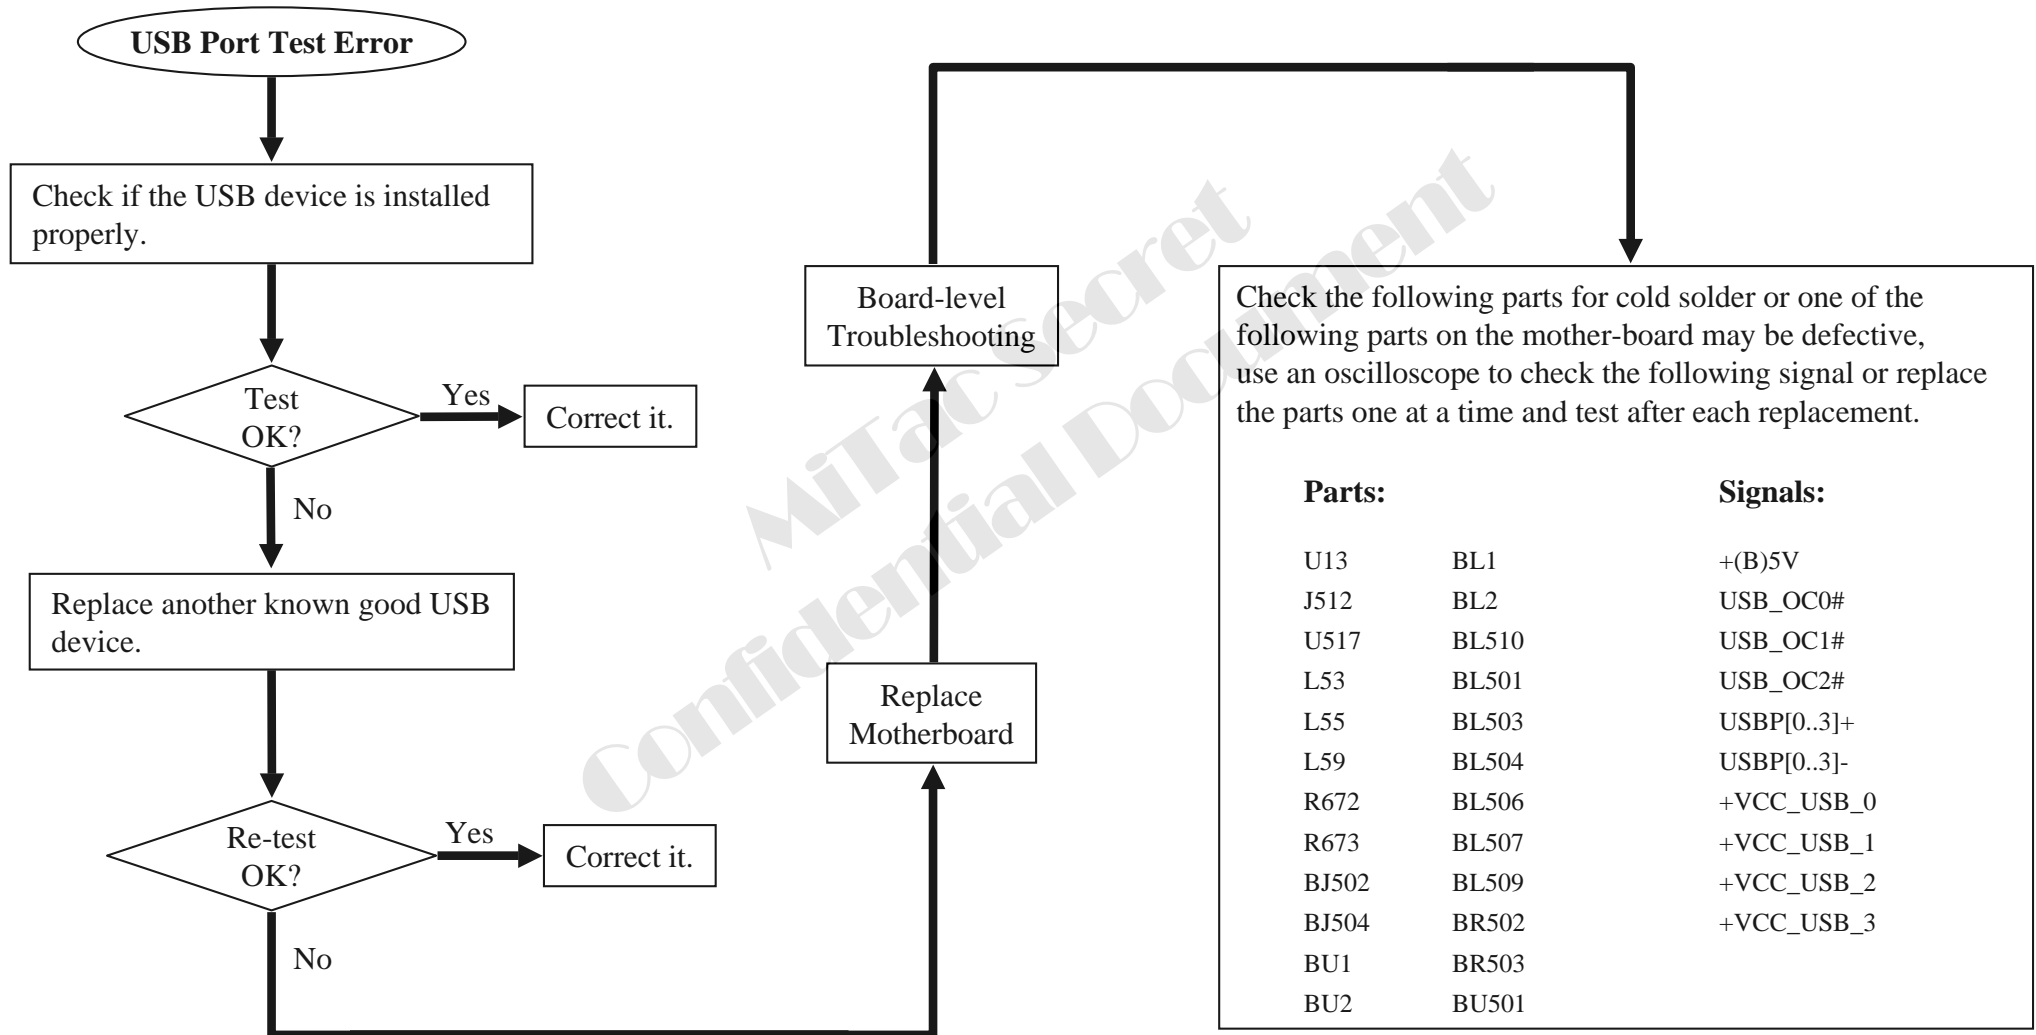 USB Port Test Error
Check if the USB device is installed
properly.
Test
OK?
Yes
Correct it.
No
Replace another known good USB
device.
Re-test
OK?
Yes
Correct it.
No
Replace
Motherboard
Board-level
Troubleshooting
Check the following parts for cold solder or one of the
following parts on the mother-board may be defective,
use an oscilloscope to check the following signal or replace
the parts one at a time and test after each replacement.
Parts: Signals:
U13 BL1 +(B)5V
J512 BL2 USB_OC0#
U517 BL510 USB_OC1#
L53 BL501 USB_OC2#
L55 BL503 USBP[0..3]+
L59 BL504 USBP[0..3]-
R672 BL506 +VCC_USB_0
R673 BL507 +VCC_USB_1
BJ502 BL509 +VCC_USB_2
BJ504 BR502 +VCC_USB_3
BU1 BR503
BU2 BU501
MiTac Secret
Confidential Document